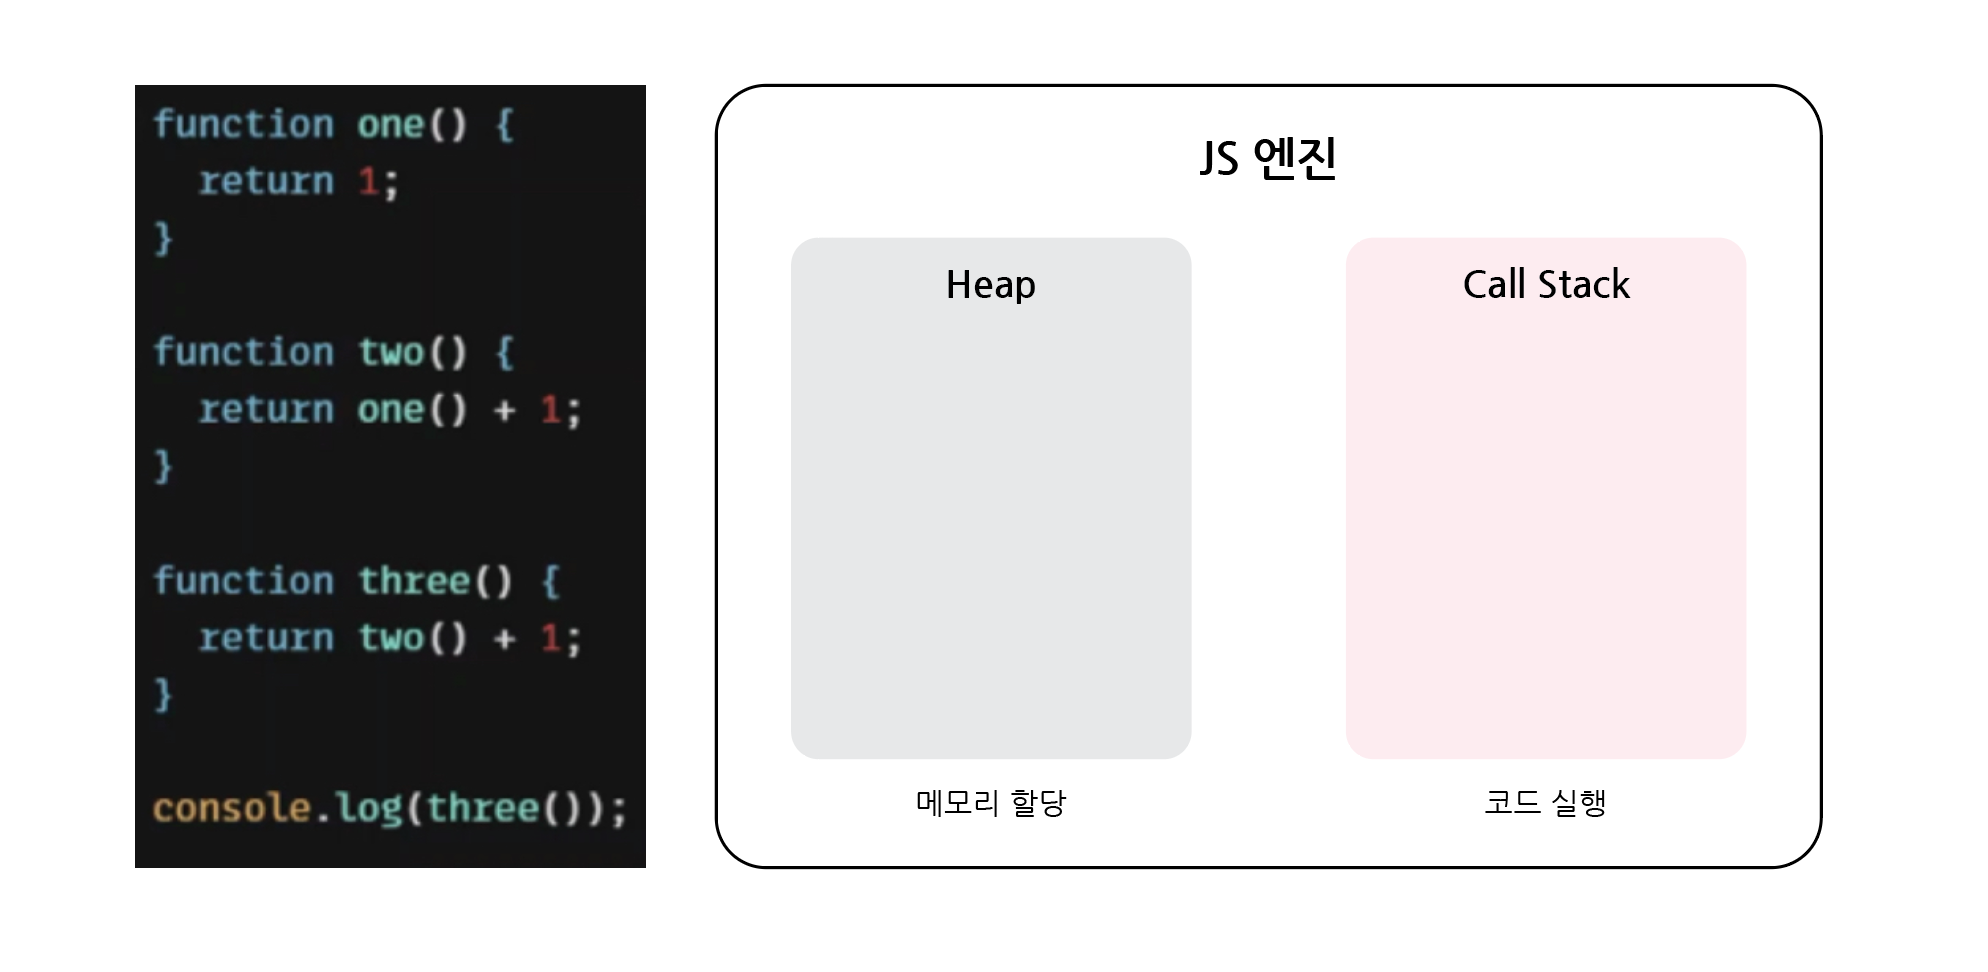 function one() {
  return 1;
}
function two() {
  return one() + 1;
}
function three() {
  return two() + 1;
}
console.log(three());
JS 엔진
Heap
메모리 할당
Call Stack
코드 실행